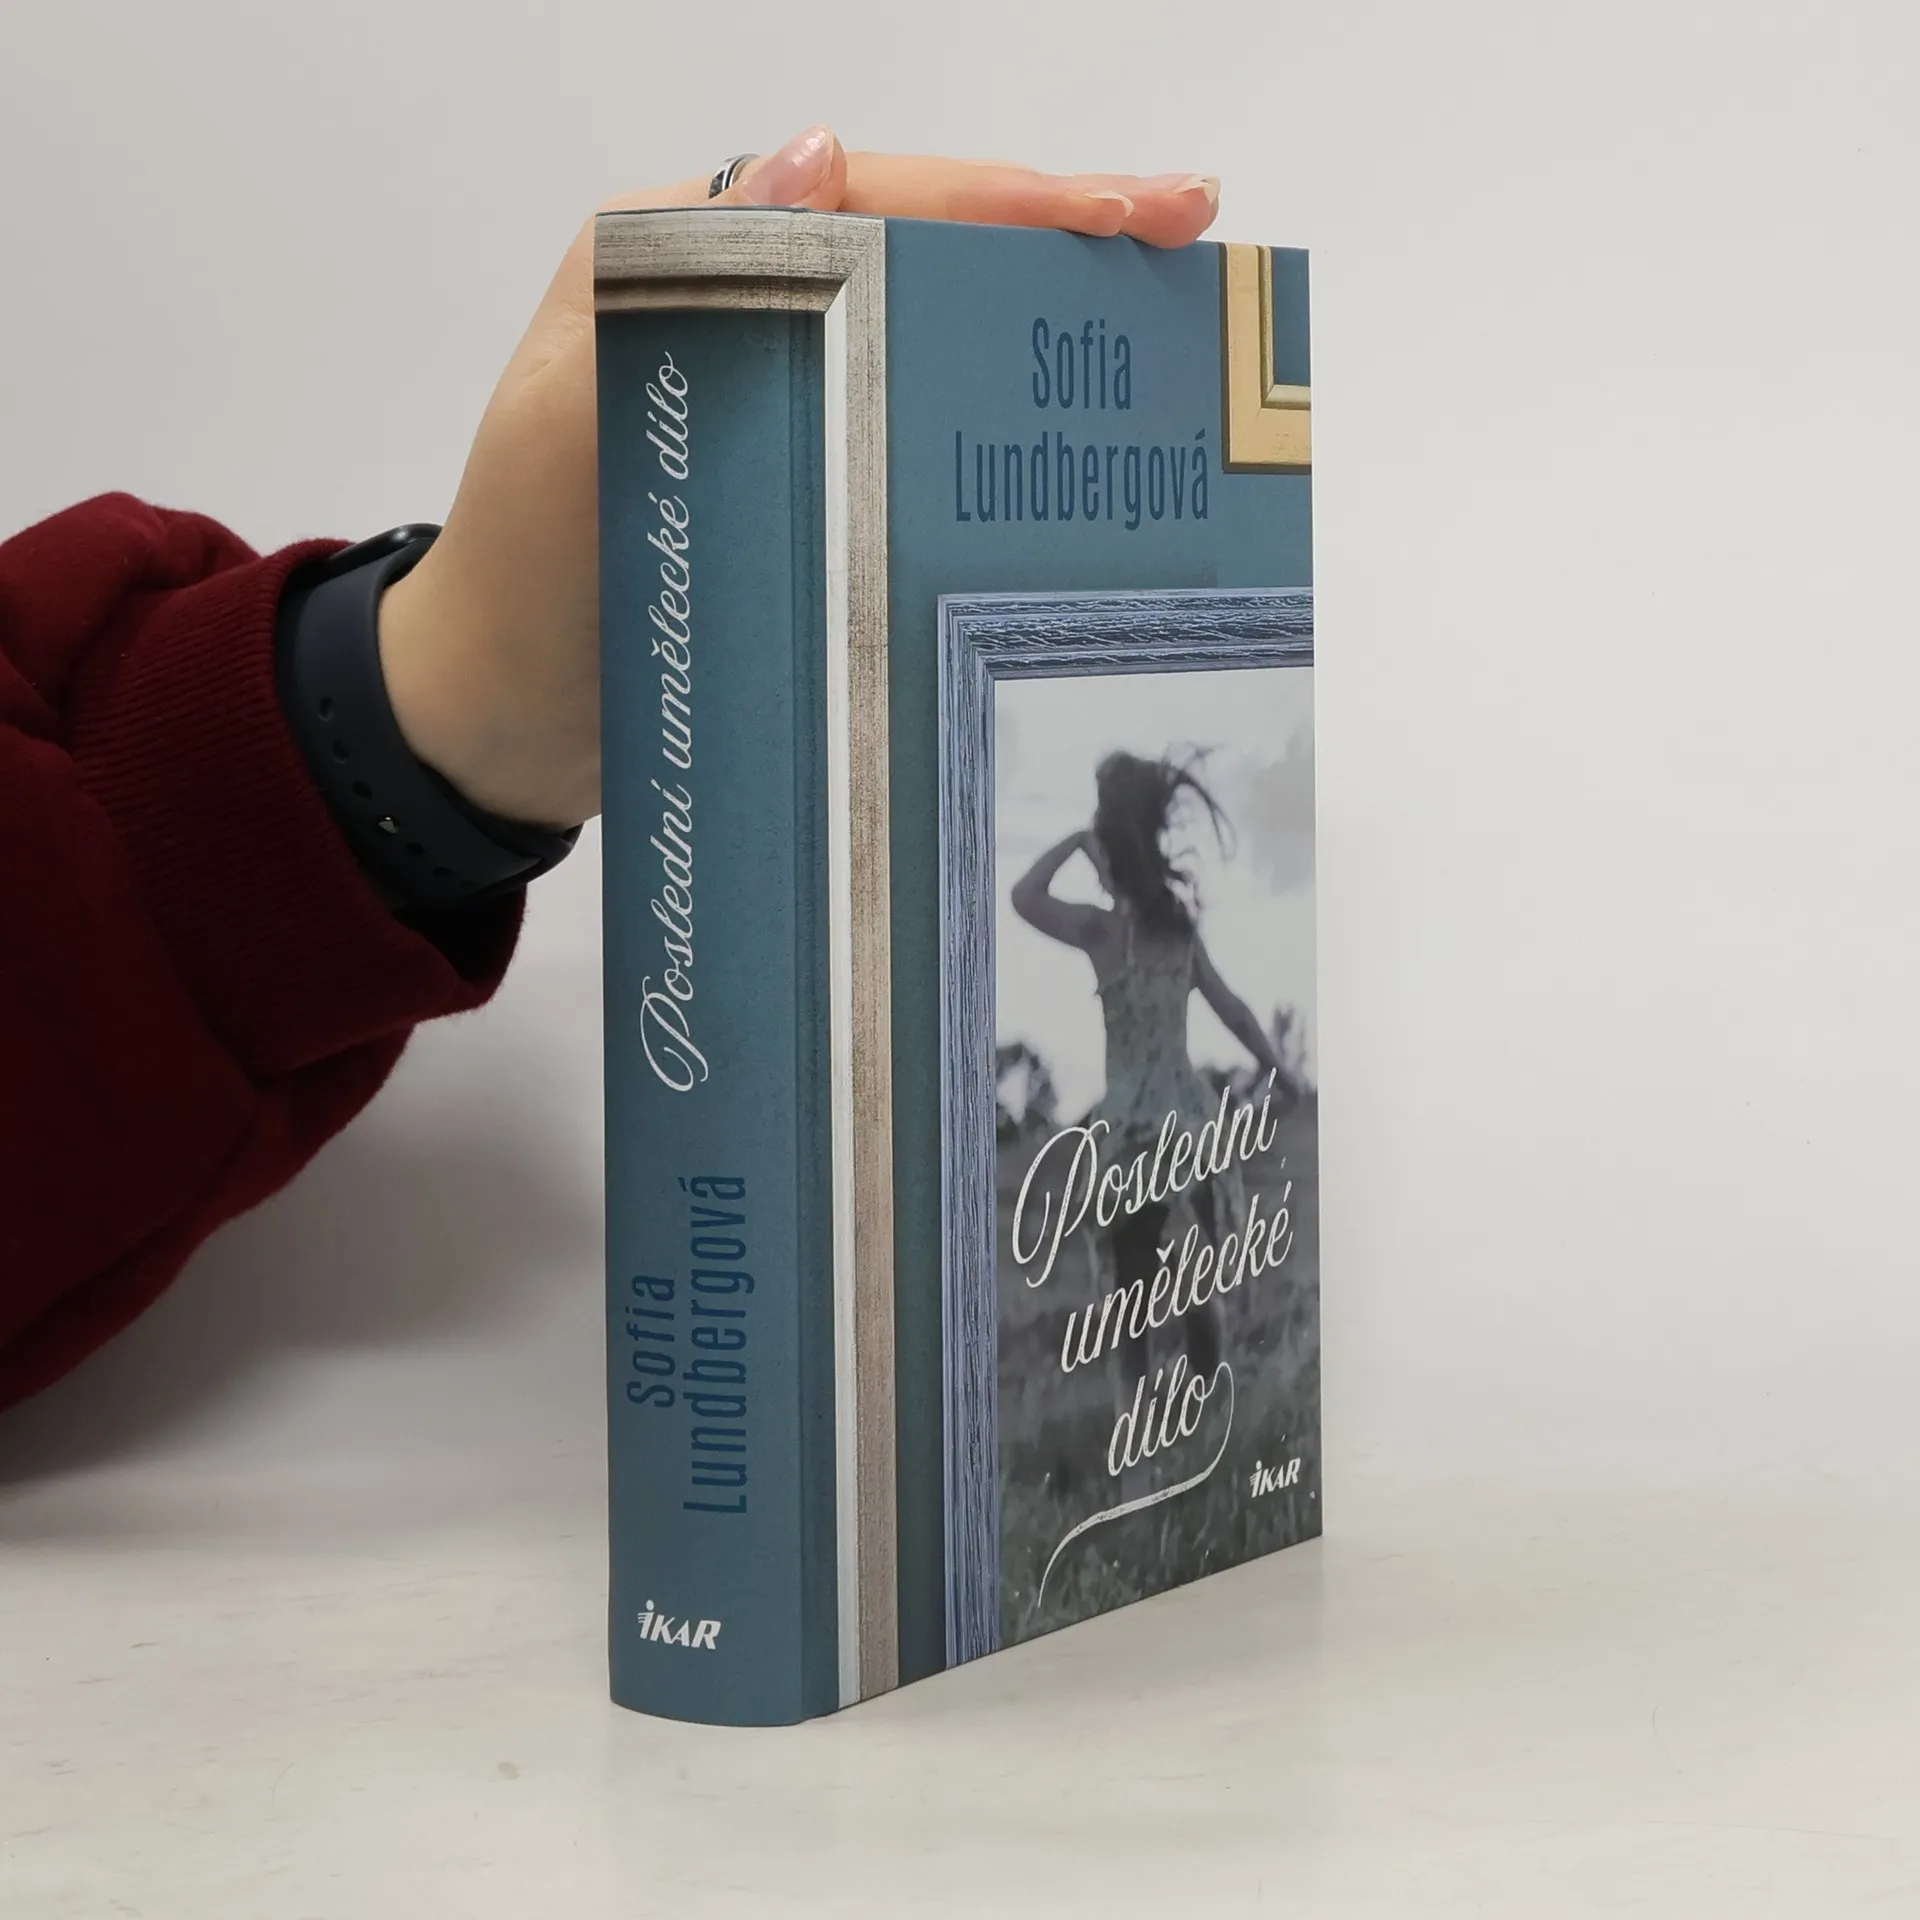 Poslední umělecké dílo
Sofia
Lundbergová
IKAR
Sofia
Lundbergová
Poslední
umělecké
dílo
IKAR